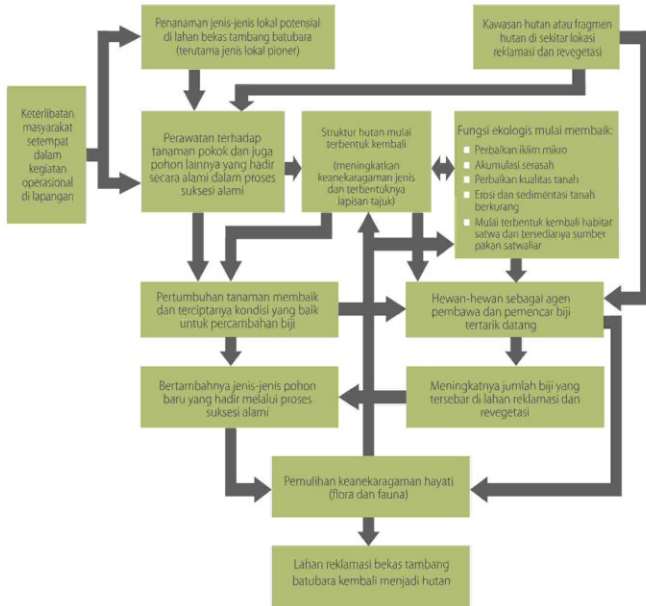 Penanaman jenis-jenis lokal potensial
di lahan bekas tambang batubara
(terutama jenis lokal pioner)
Kawasan hutan atau fragmen
hutan di sekitar lokasi
reklamasi dan revegetasi
Keterlibatan
masyarakat
setempat
dalam
kegiatan
operasional
di lapangan
Perawatan terhadap
tanaman pokok dan juga
pohon lainnya yang hadir
secara alami dalam proses
suksesi alami
Struktur hutan mulai
terbentuk kembali
(meningkatkan
keanekaragaman jenis
dan terbentuknya
lapisan tajuk)
Fungsi ekologis mulai membaik:
Perbaikan iklim mikro
Akumulasi serasah
Perbaikan kualitas tanah
Erosi dan sedimentasi tanah
berkurang
Mulai terbentuk kembali habitat
satwa dan tersedianya sumber
pakan satwaliar
Pertumbuhan tanaman membaik
dan terciptanya kondisi yang baik
untuk percambahan biji
Hewan-hewan sebagai agen
pembawa dan pemencar biji
tertarik datang
Bertambahnya jenis-jenis pohon
baru yang hadir melalui proses
suksesi alami
Meningkatnya jumlah biji yang
tersebar di lahan reklamasi dan
revegetasi
Pemulihan keanekaragaman hayati
(flora dan fauna)
Lahan reklamasi bekas tambang
batubara kembali menjadi hutan